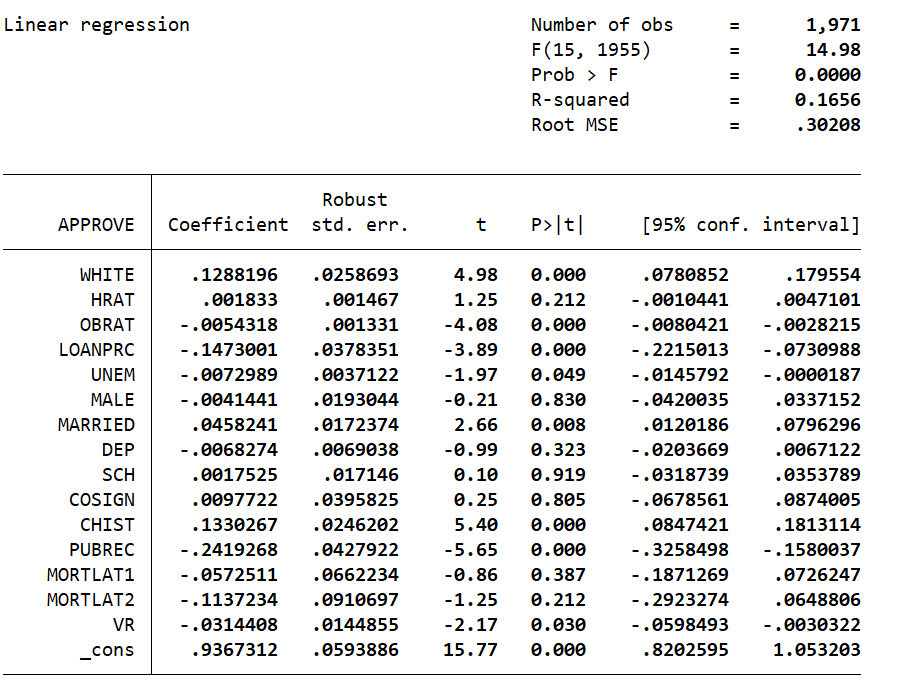 Linear regression Number of obs = 1,971
F(15, 1955) = 14.98
Prob > F = 0.0000
R-squared = 0.1656
Root MSE = .30208
Robust
APPROVE Coefficient std. err. t P>|t| [95% conf. interval]
WHITE .1288196 .0258693 4.98 0.000 .0780852 .179554
HRAT .001833 .001467 1.25 0.212 -.0010441 .0047101
OBRAT -.0054318 .001331 -4.08 0.000 -.0080421 -.0028215
LOANPRC -.1473001 .0378351 -3.89 0.000 -.2215013 -.0730988
UNEM -.0072989 .0037122 -1.97 0.049 -.0145792 -.0000187
MALE -.0041441 .0193044 -0.21 0.830 -.0420035 .0337152
MARRIED .0458241 .0172374 2.66 0.008 .0120186 .0796296
DEP -.0068274 .0069038 -0.99 0.323 -.0203669 .0067122
SCH .0017525 .017146 0.10 0.919 -.0318739 .0353789
COSIGN .0097722 .0395825 0.25 0.805 -.0678561 .0874005
CHIST .1330267 .0246202 5.40 0.000 .0847421 .1813114
PUBREC -.2419268 .0427922 -5.65 0.000 -.3258498 -.1580037
MORTLAT1 -.0572511 .0662234 -0.86 0.387 -.1871269 .0726247
MORTLAT2 -.1137234 .0910697 -1.25 0.212 -.2923274 .0648806
VR -.0314408 .0144855 -2.17 0.030 -.0598493 -.0030322
_cons .9367312 .0593886 15.77 0.000 .8202595 1.053203